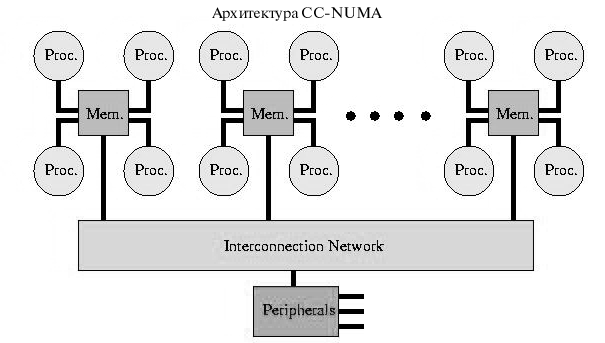 Архитектура CC-NUMA
Proc. Proc. Proc. Proc. Proc. Proc.
Mem. Mem. Mem.
Proc. Proc. Proc. Proc. Proc. Proc.
Interconnection Network
Peripherals